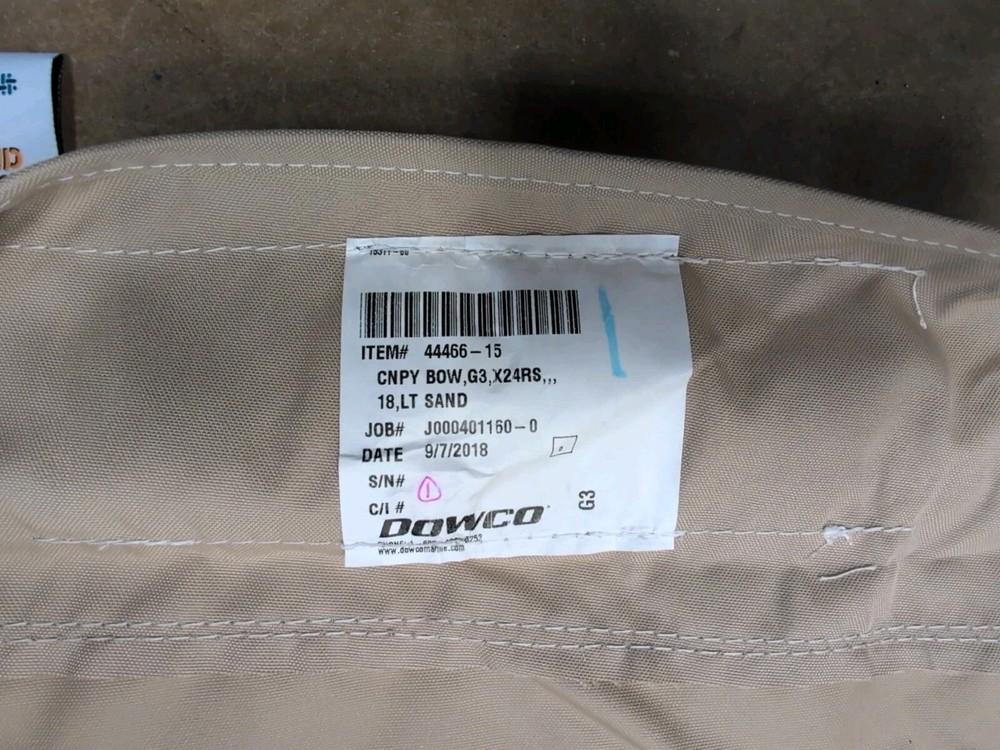 ITEM# 44466-15
CNPY BOW,G3,X24RS,,,
18,LT SAND
JOB# J000401160-0
DATE 9/7/2018
S/N# 1
C/I #
G3
DOWCO
www.dowcomarine.com